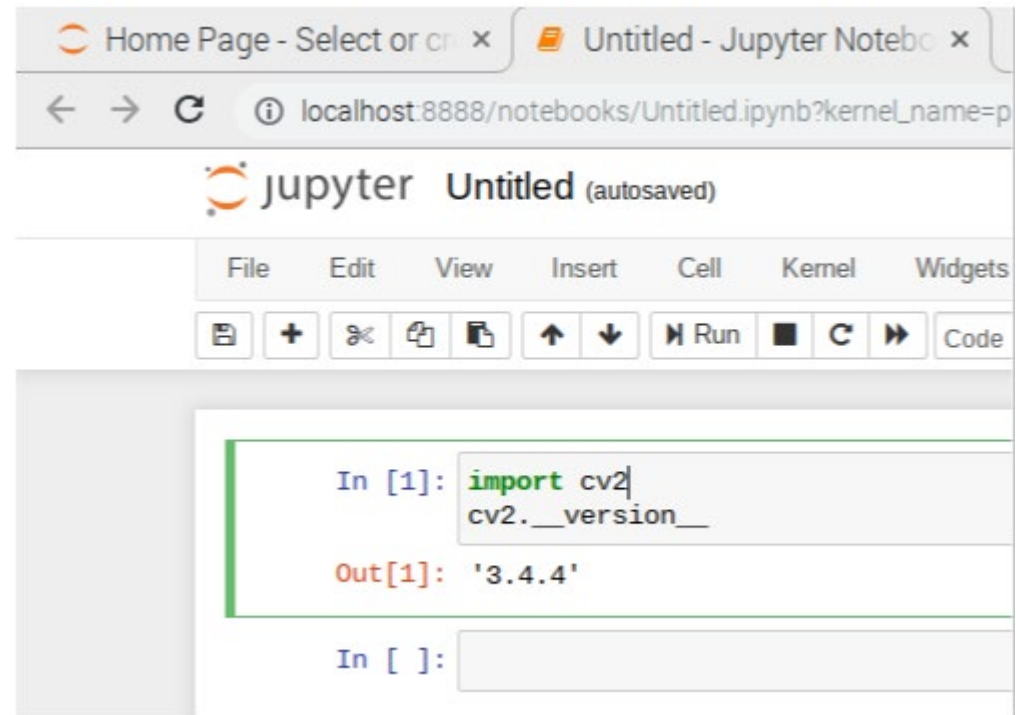 Home Page - Select or cr
Untitled - Jupyter Notebo
localhost:8888/notebooks/Untitled.ipynb?kernel_name=p
jupyter Untitled (autosaved)
File Edit View Insert Cell Kernel Widgets
Run Code
In [1]: import cv2
cv2.__version__
Out[1]: '3.4.4'
In [ ]: